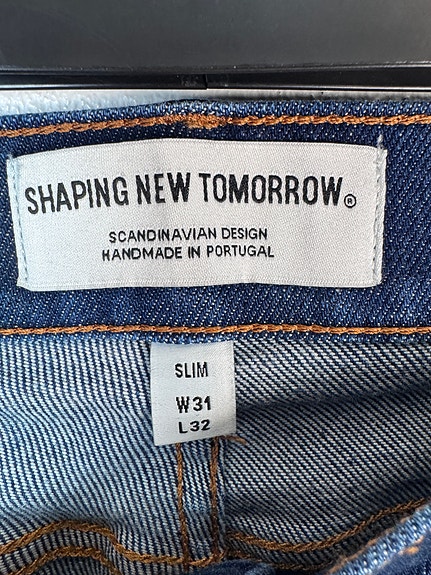 SHAPING NEW TOMORROW®
SCANDINAVIAN DESIGN
HANDMADE IN PORTUGAL
SLIM
W31
L32